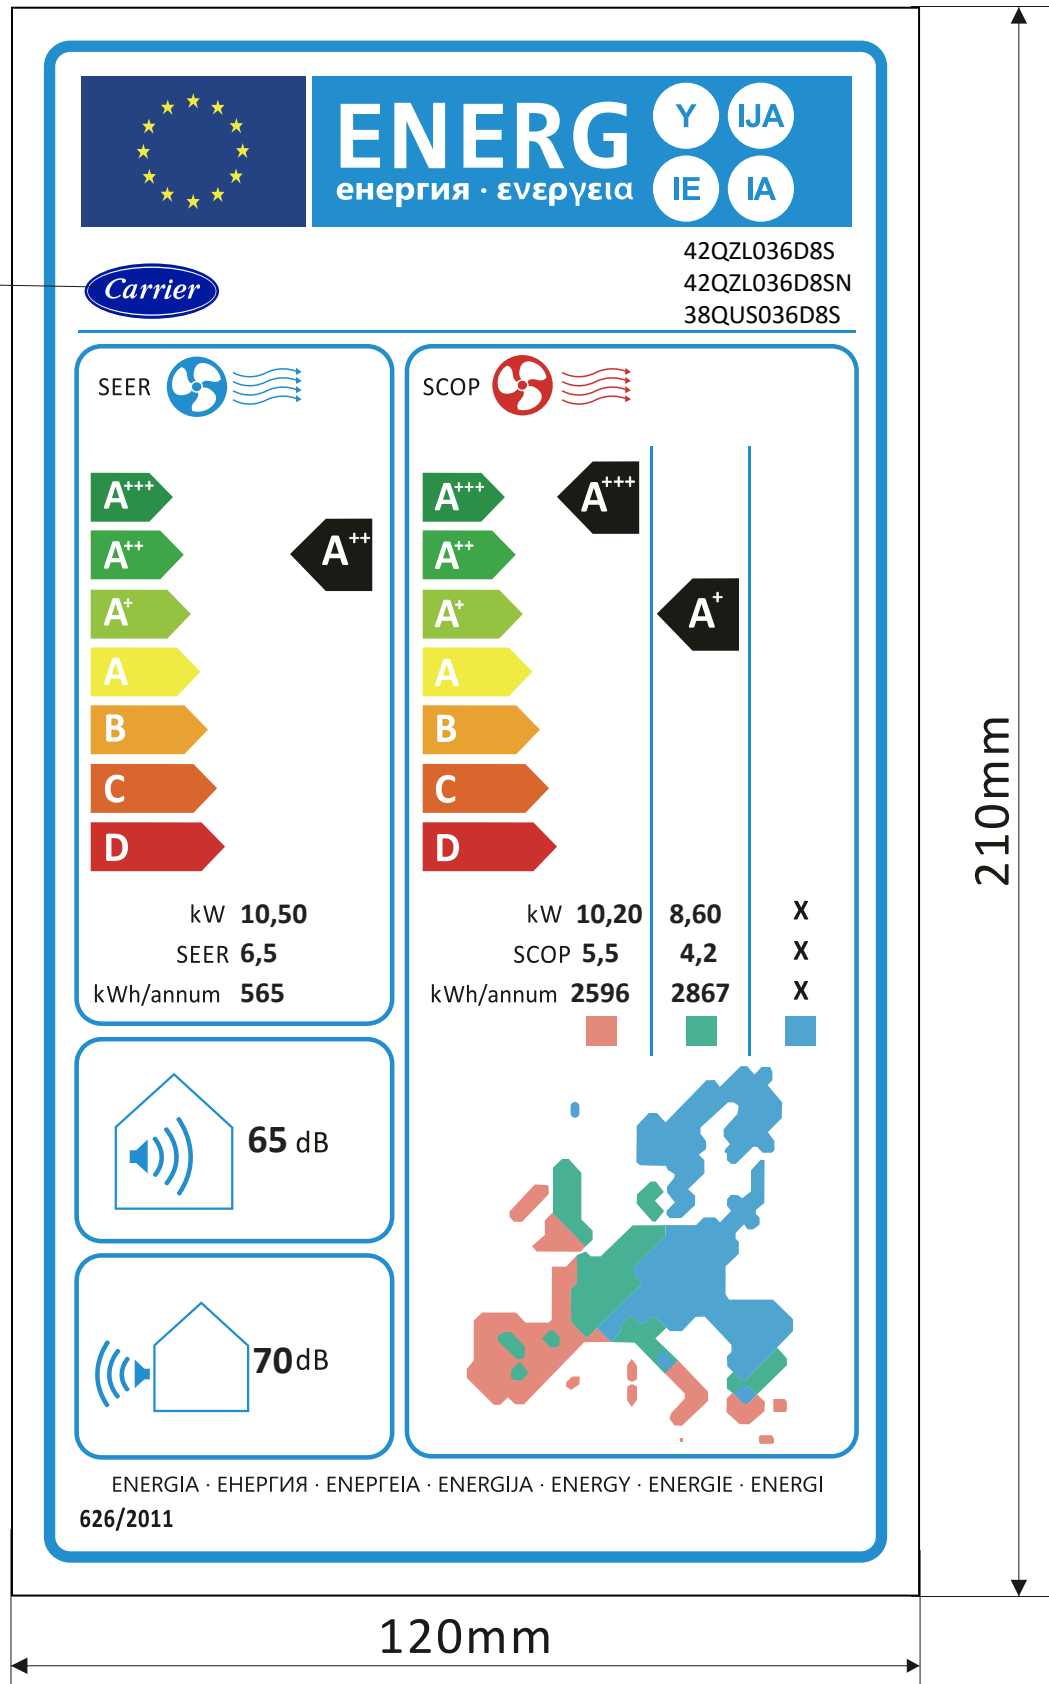 ENERG Y IJA
енергия · ενεργεια IE IA
42QZL036D8S
Carrier 42QZL036D8SN
38QUS036D8S
SEER
A+++
A++
A+
A
B
C
D
A++
kW 10,50
SEER 6,5
kWh/annum 565
SCOP
A+++
A++
A+
A
B
C
D
A+++
A+
kW 10,20 8,60 X
SCOP 5,5 4,2 X
kWh/annum 2596 2867 X
65 dB
70 dB
ENERGIA · ЕНЕРГИЯ · ΕΝΕΡΓΕΙΑ · ENERGIJA · ENERGY · ENERGIE · ENERGI
626/2011
210mm
120mm